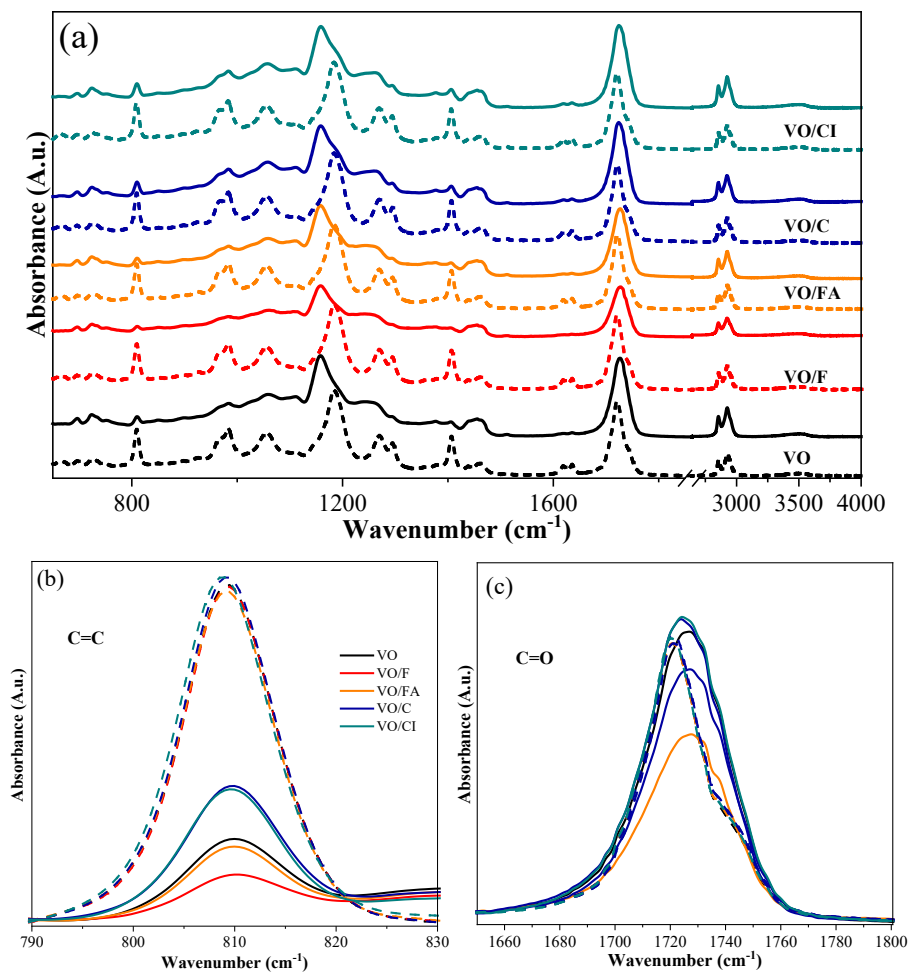 (a)
Absorbance (A.u.)
VO/CI
VO/C
VO/FA
VO/F
VO
800 1200 1600 3000 3500 4000
Wavenumber (cm-1)
(b)
C=C
Absorbance (A.u.)
VO
VO/F
VO/FA
VO/C
VO/CI
790 800 810 820 830
Wavenumber (cm-1)
(c)
C=O
Absorbance (A.u.)
1660 1680 1700 1720 1740 1760 1780 1800
Wavenumber (cm-1)